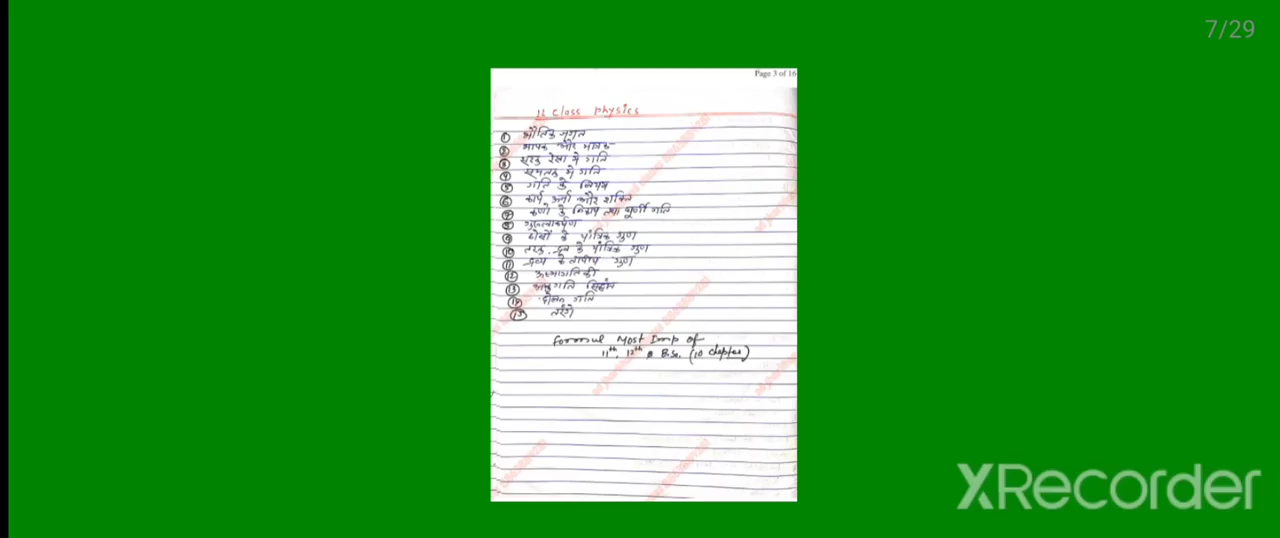 7/29
Page 3 of 16
11 class physics
① भौतिक जगत
② मापक और मात्रक
③ सरल रेखा में गति
④ समतल में गति
⑤ गति के नियम
⑥ कार्य, ऊर्जा और शक्ति
⑦ कणों के निकाय तथा घूर्णी गति
⑧ गुरुत्वाकर्षण
⑨ ठोसों के यांत्रिक गुण
⑩ तरल के यांत्रिक गुण
⑪ द्रव्य के तापीय गुण
⑫ ऊष्मागतिकी
⑬ अणुगति सिद्धांत
⑭ दोलन गति
⑮ तरंगे
Formul Most Imp of
11th, 12th B.Sc. (10 chapter)
XRecorder